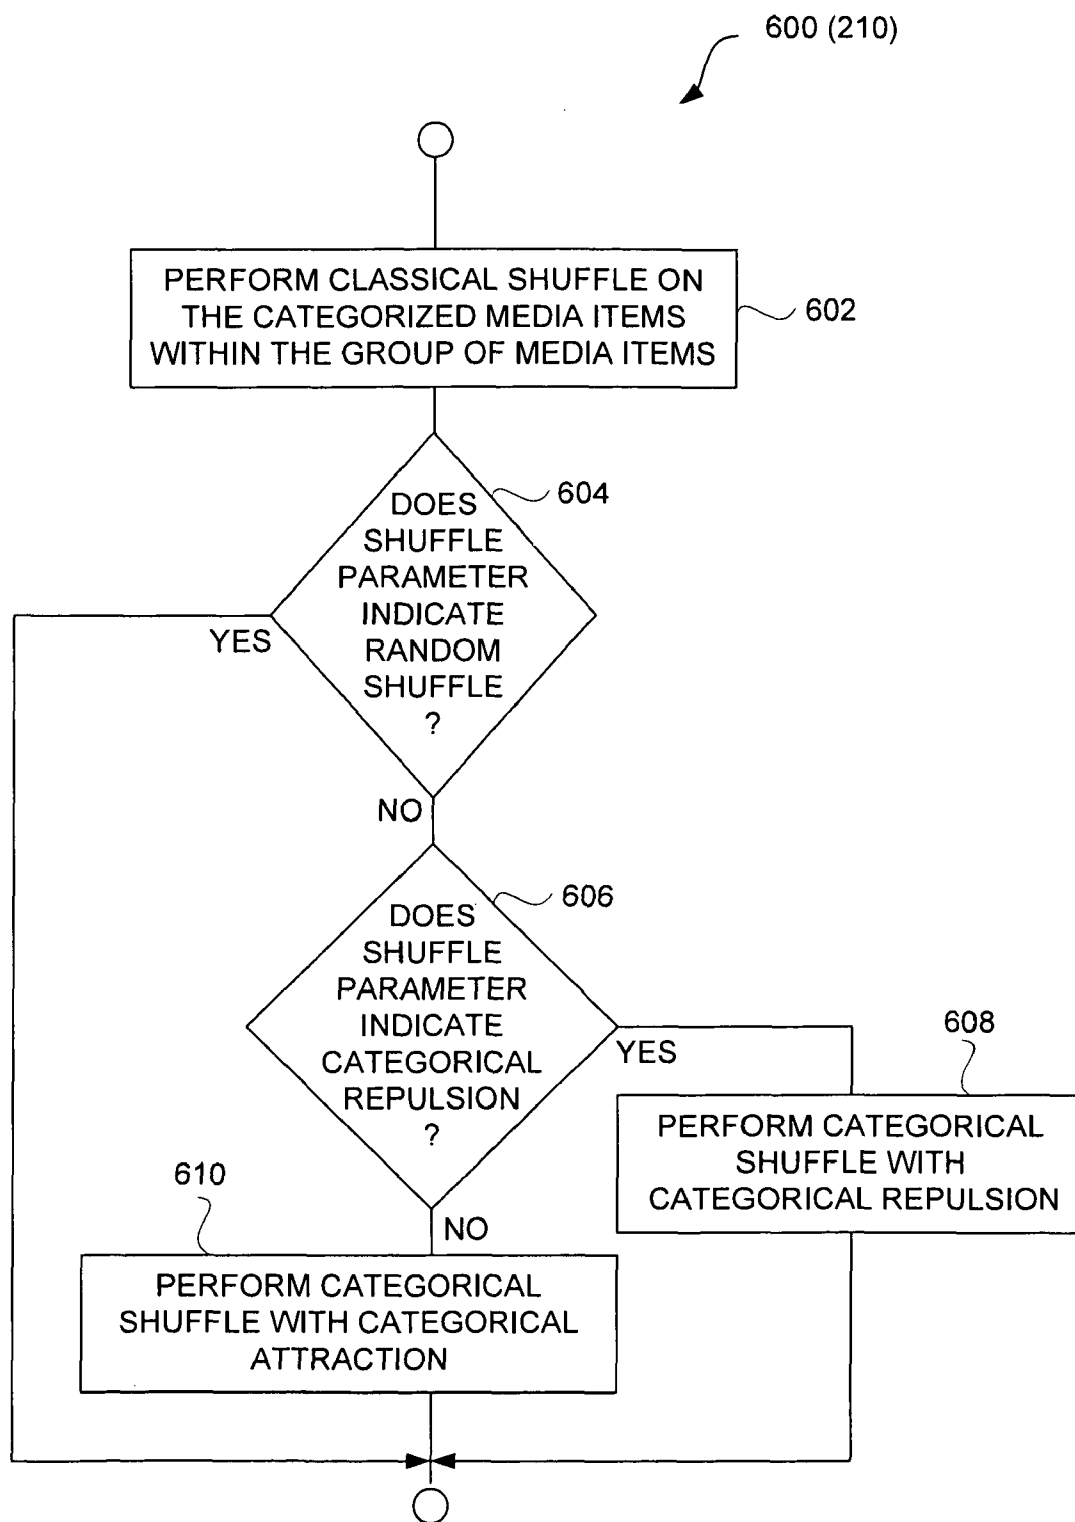 600 (210)
PERFORM CLASSICAL SHUFFLE ON
THE CATEGORIZED MEDIA ITEMS
WITHIN THE GROUP OF MEDIA ITEMS
602
604
DOES
SHUFFLE
PARAMETER
INDICATE
RANDOM
SHUFFLE
?
YES
NO
606
DOES
SHUFFLE
PARAMETER
INDICATE
CATEGORICAL
REPULSION
?
YES
608
PERFORM CATEGORICAL
SHUFFLE WITH
CATEGORICAL REPULSION
610
NO
PERFORM CATEGORICAL
SHUFFLE WITH CATEGORICAL
ATTRACTION